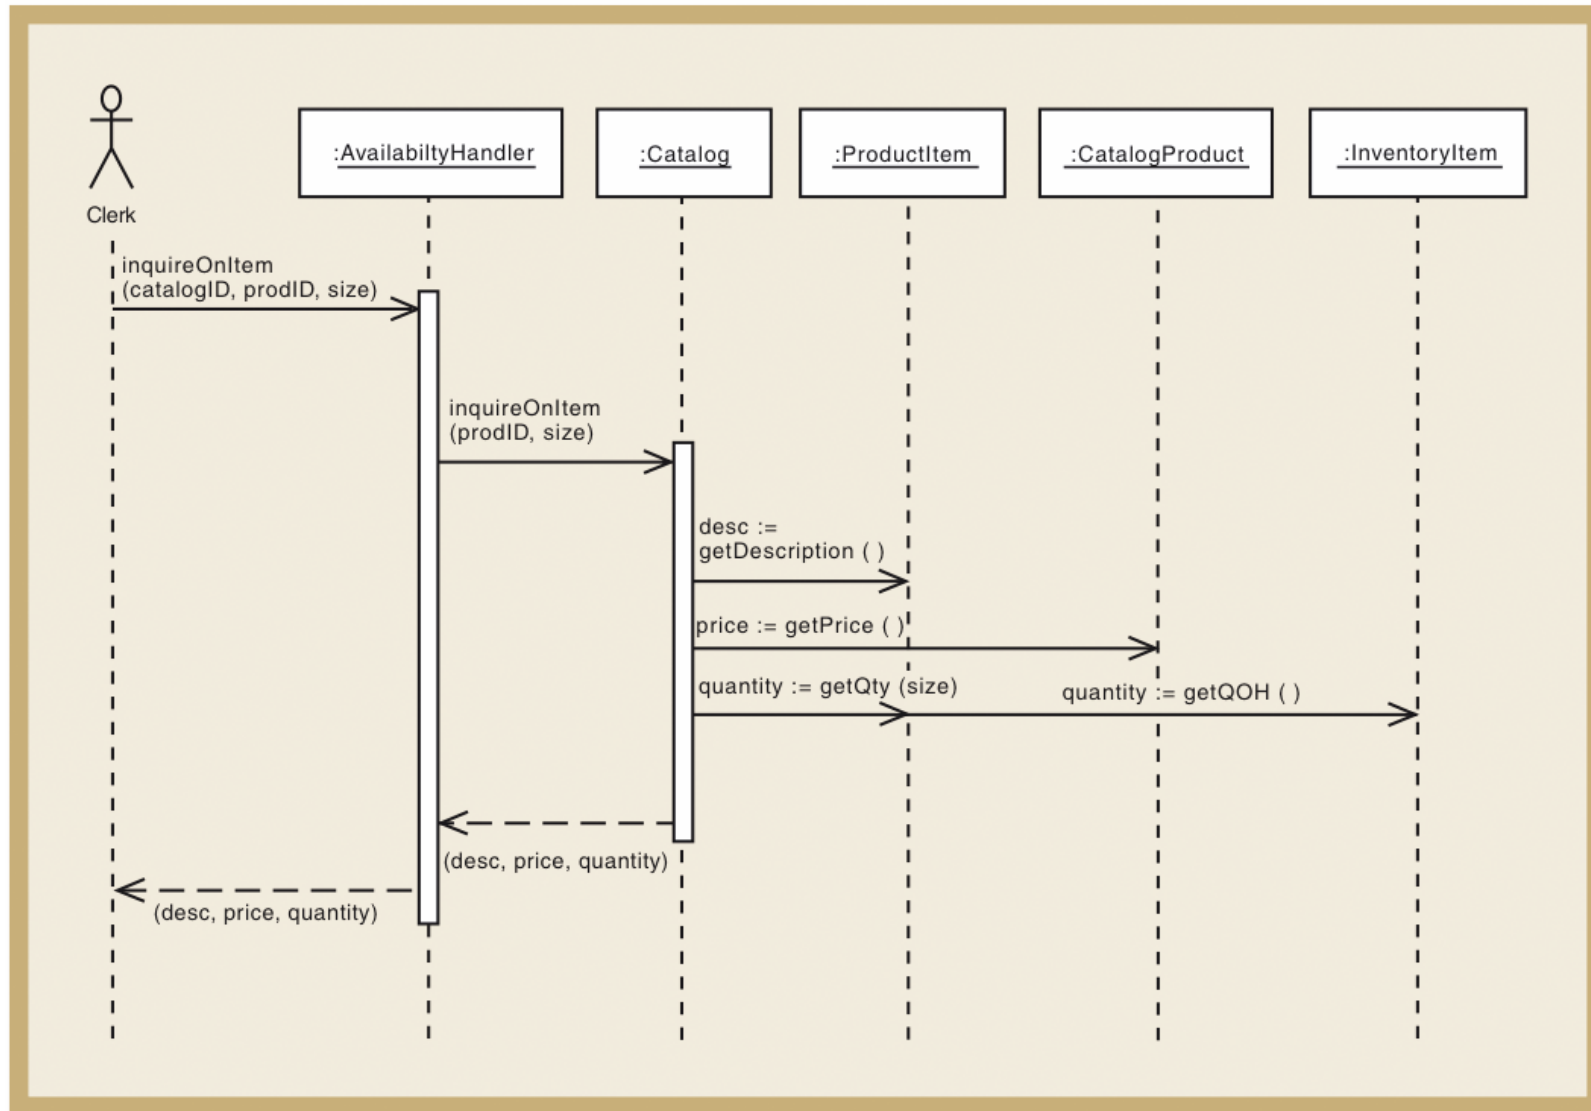 :AvailabiltyHandler
:Catalog
:ProductItem
:CatalogProduct
:InventoryItem
Clerk
inquireOnItem
(catalogID, prodID, size)
inquireOnItem
(prodID, size)
desc :=
getDescription ( )
price := getPrice ( )
quantity := getQty (size)
quantity := getQOH ( )
(desc, price, quantity)
(desc, price, quantity)